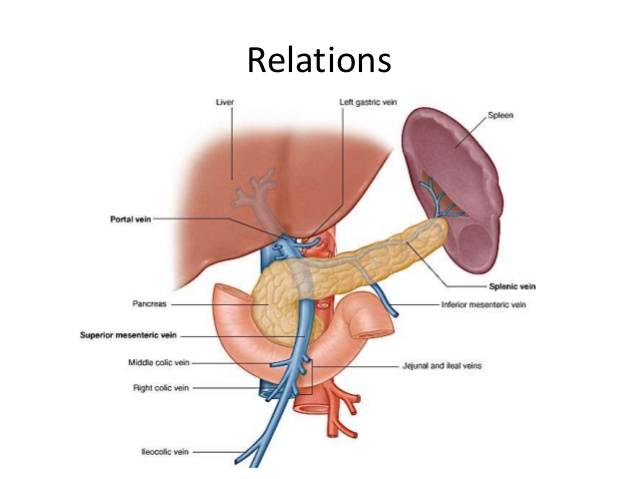 Relations
Liver
Left gastric vein
Spleen
Portal vein
Splenic vein
Pancreas
Inferior mesenteric vein
Superior mesenteric vein
Middle colic vein
Jejunal and ileal veins
Right colic vein
Ileocolic vein